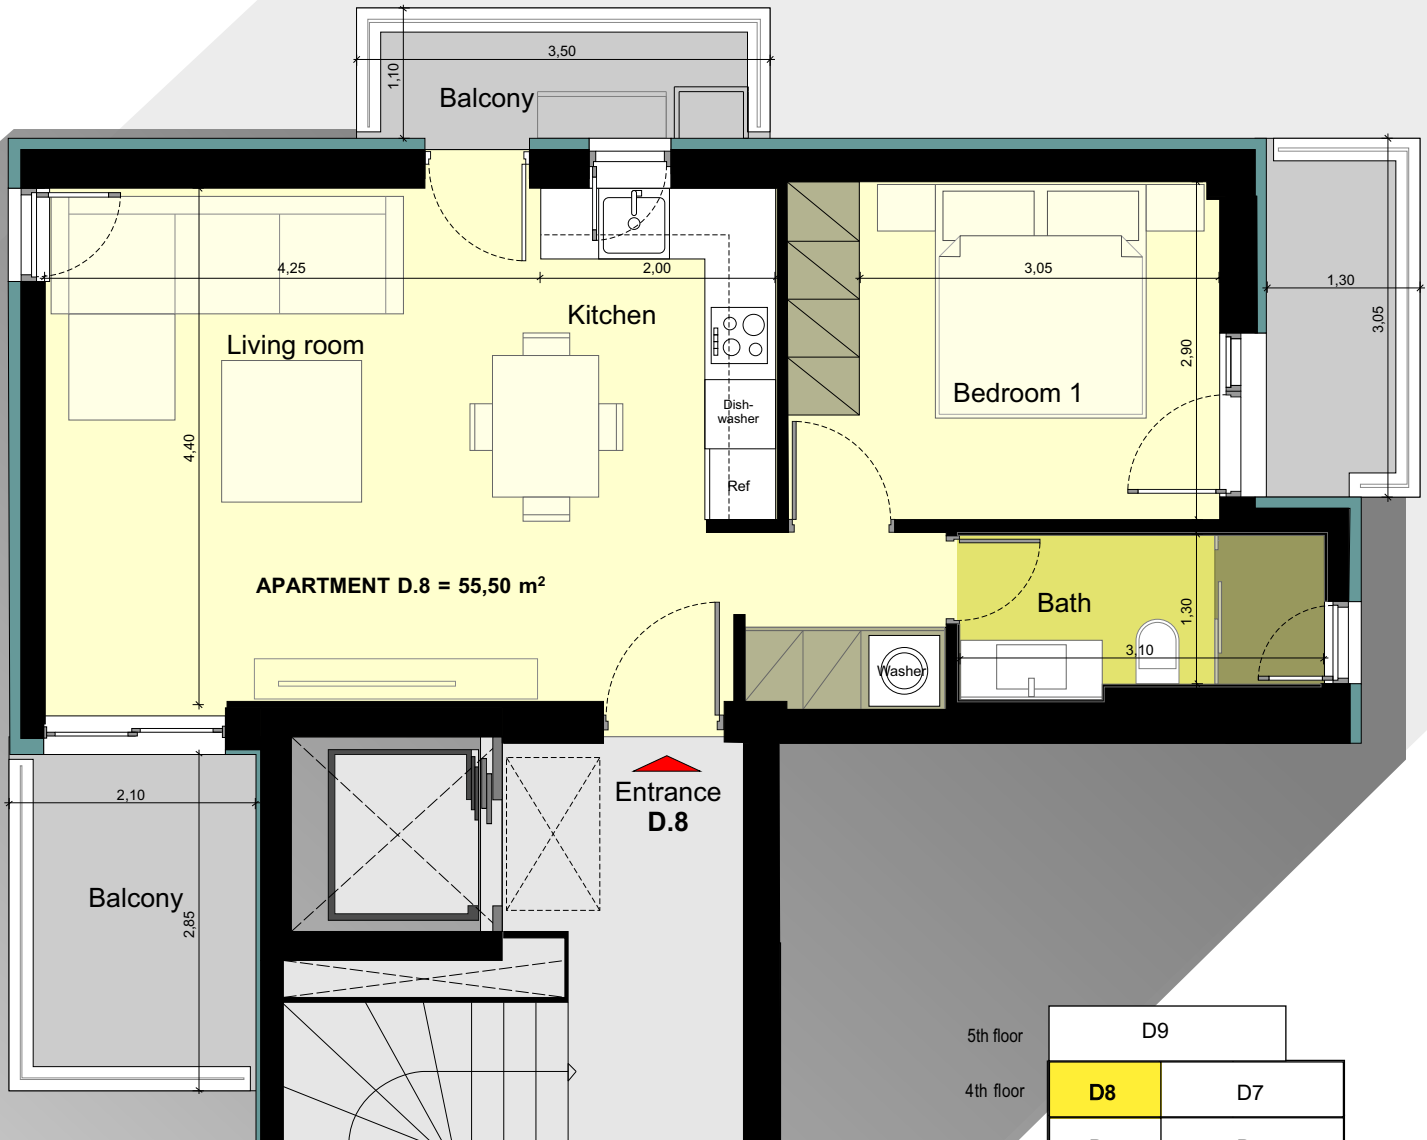 3,50
1,10
Balcony
4,25
2,00
3,05
1,30
3,05
Kitchen
Living room
2,90
Bedroom 1
Dish-
washer
4,40
Ref
APARTMENT D.8 = 55,50 m²
Bath
1,30
3,10
Washer
Entrance
D.8
2,10
Balcony
2,85
5th floor
D9
4th floor
D8
D7